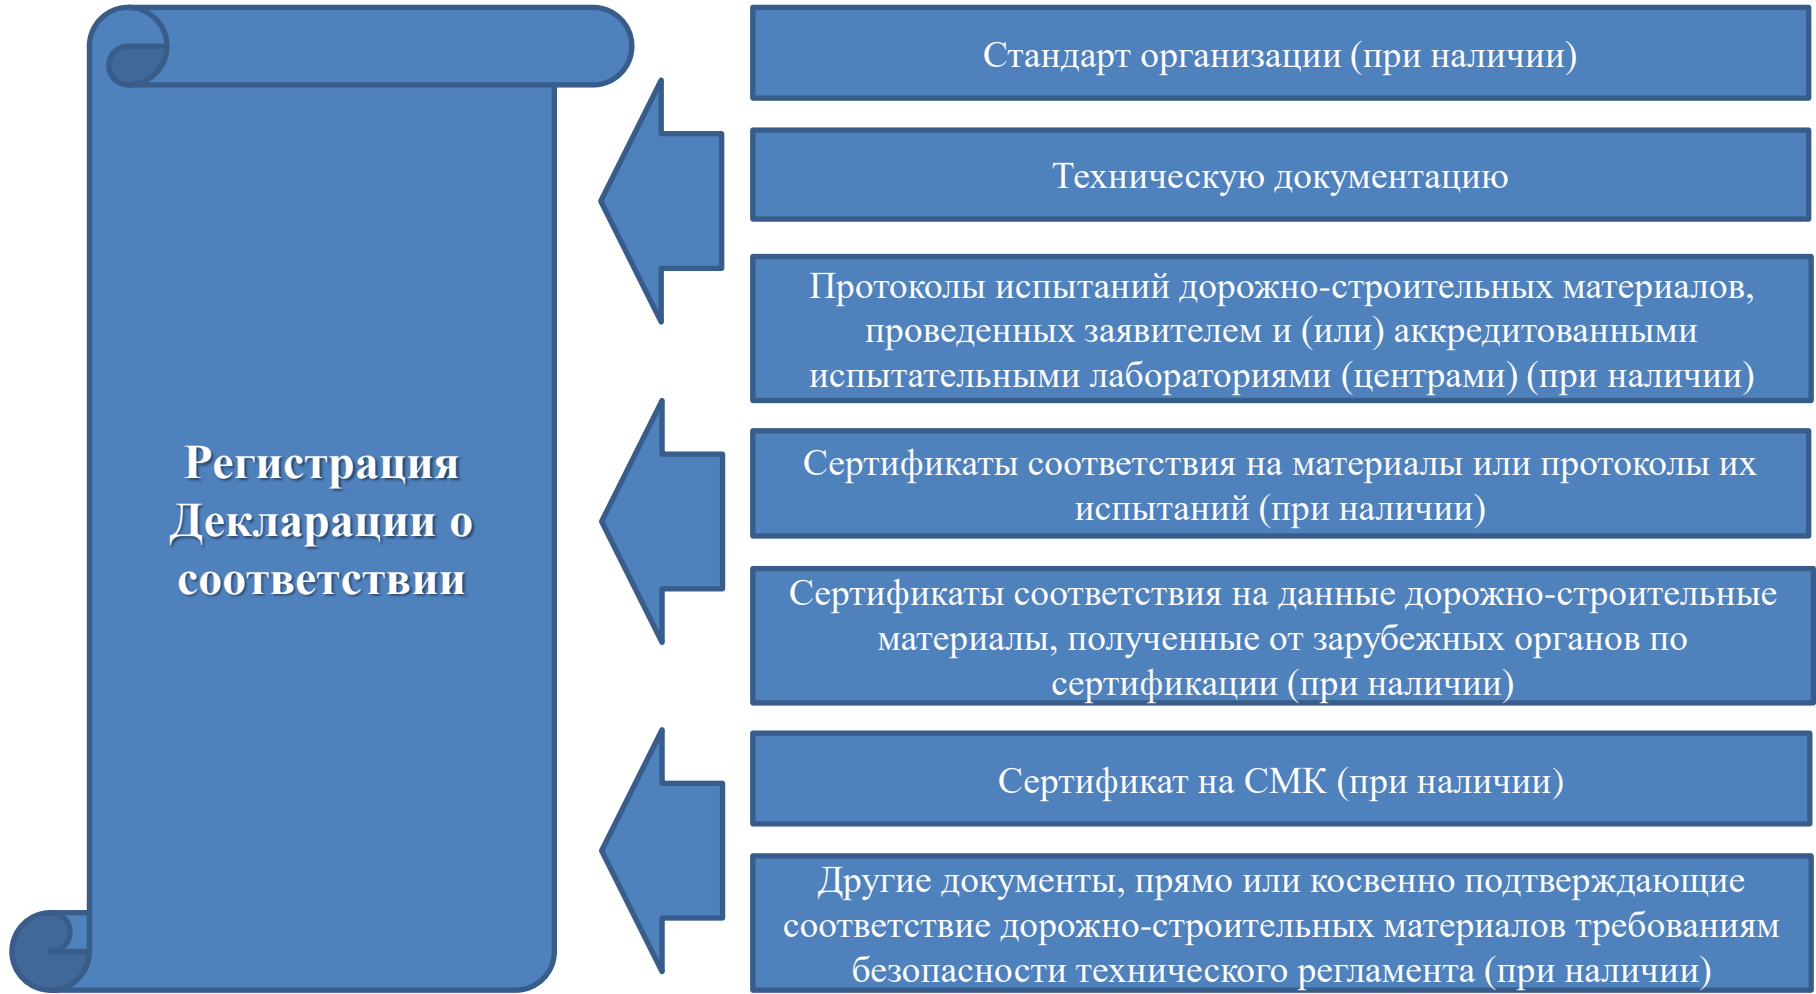 Регистрация
Декларации о
соответствии
Стандарт организации (при наличии)
Техническую документацию
Протоколы испытаний дорожно-строительных материалов,
проведенных заявителем и (или) аккредитованными
испытательными лабораториями (центрами) (при наличии)
Сертификаты соответствия на материалы или протоколы их
испытаний (при наличии)
Сертификаты соответствия на данные дорожно-строительные
материалы, полученные от зарубежных органов по
сертификации (при наличии)
Сертификат на СМК (при наличии)
Другие документы, прямо или косвенно подтверждающие
соответствие дорожно-строительных материалов требованиям
безопасности технического регламента (при наличии)